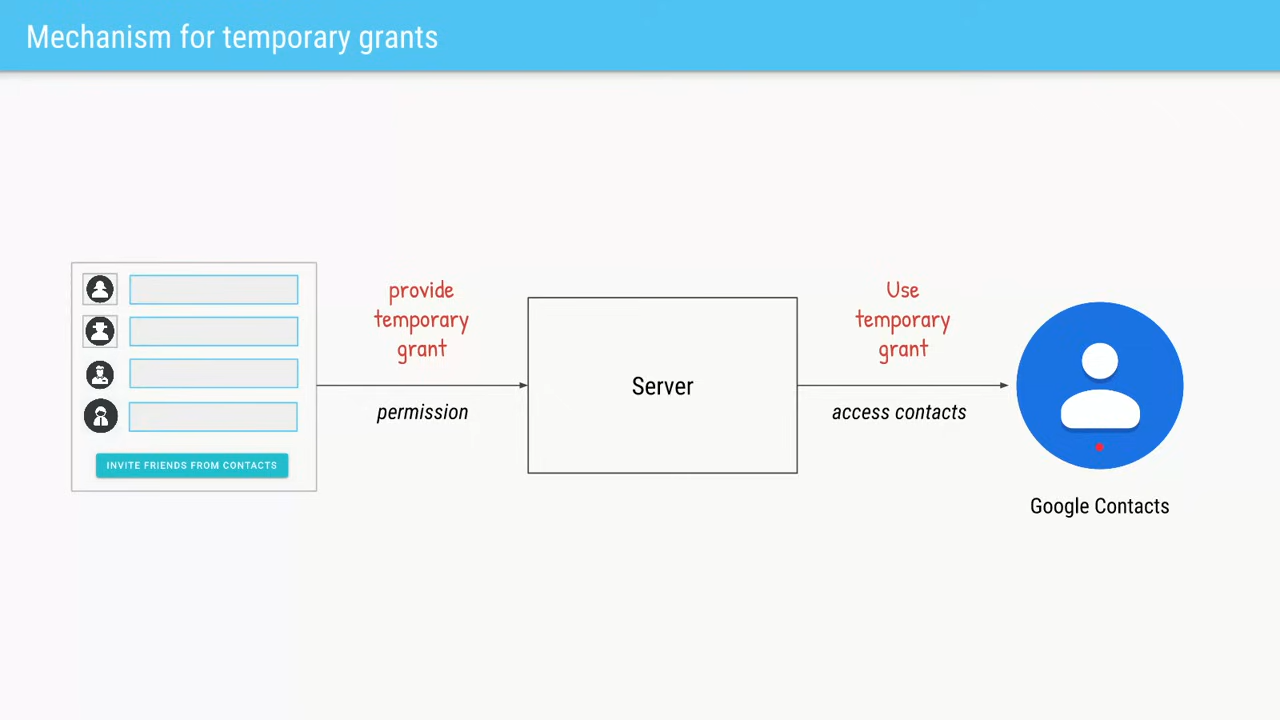 Mechanism for temporary grants
provide
temporary
grant
permission
INVITE FRIENDS FROM CONTACTS
Server
Use
temporary
grant
access contacts
Google Contacts